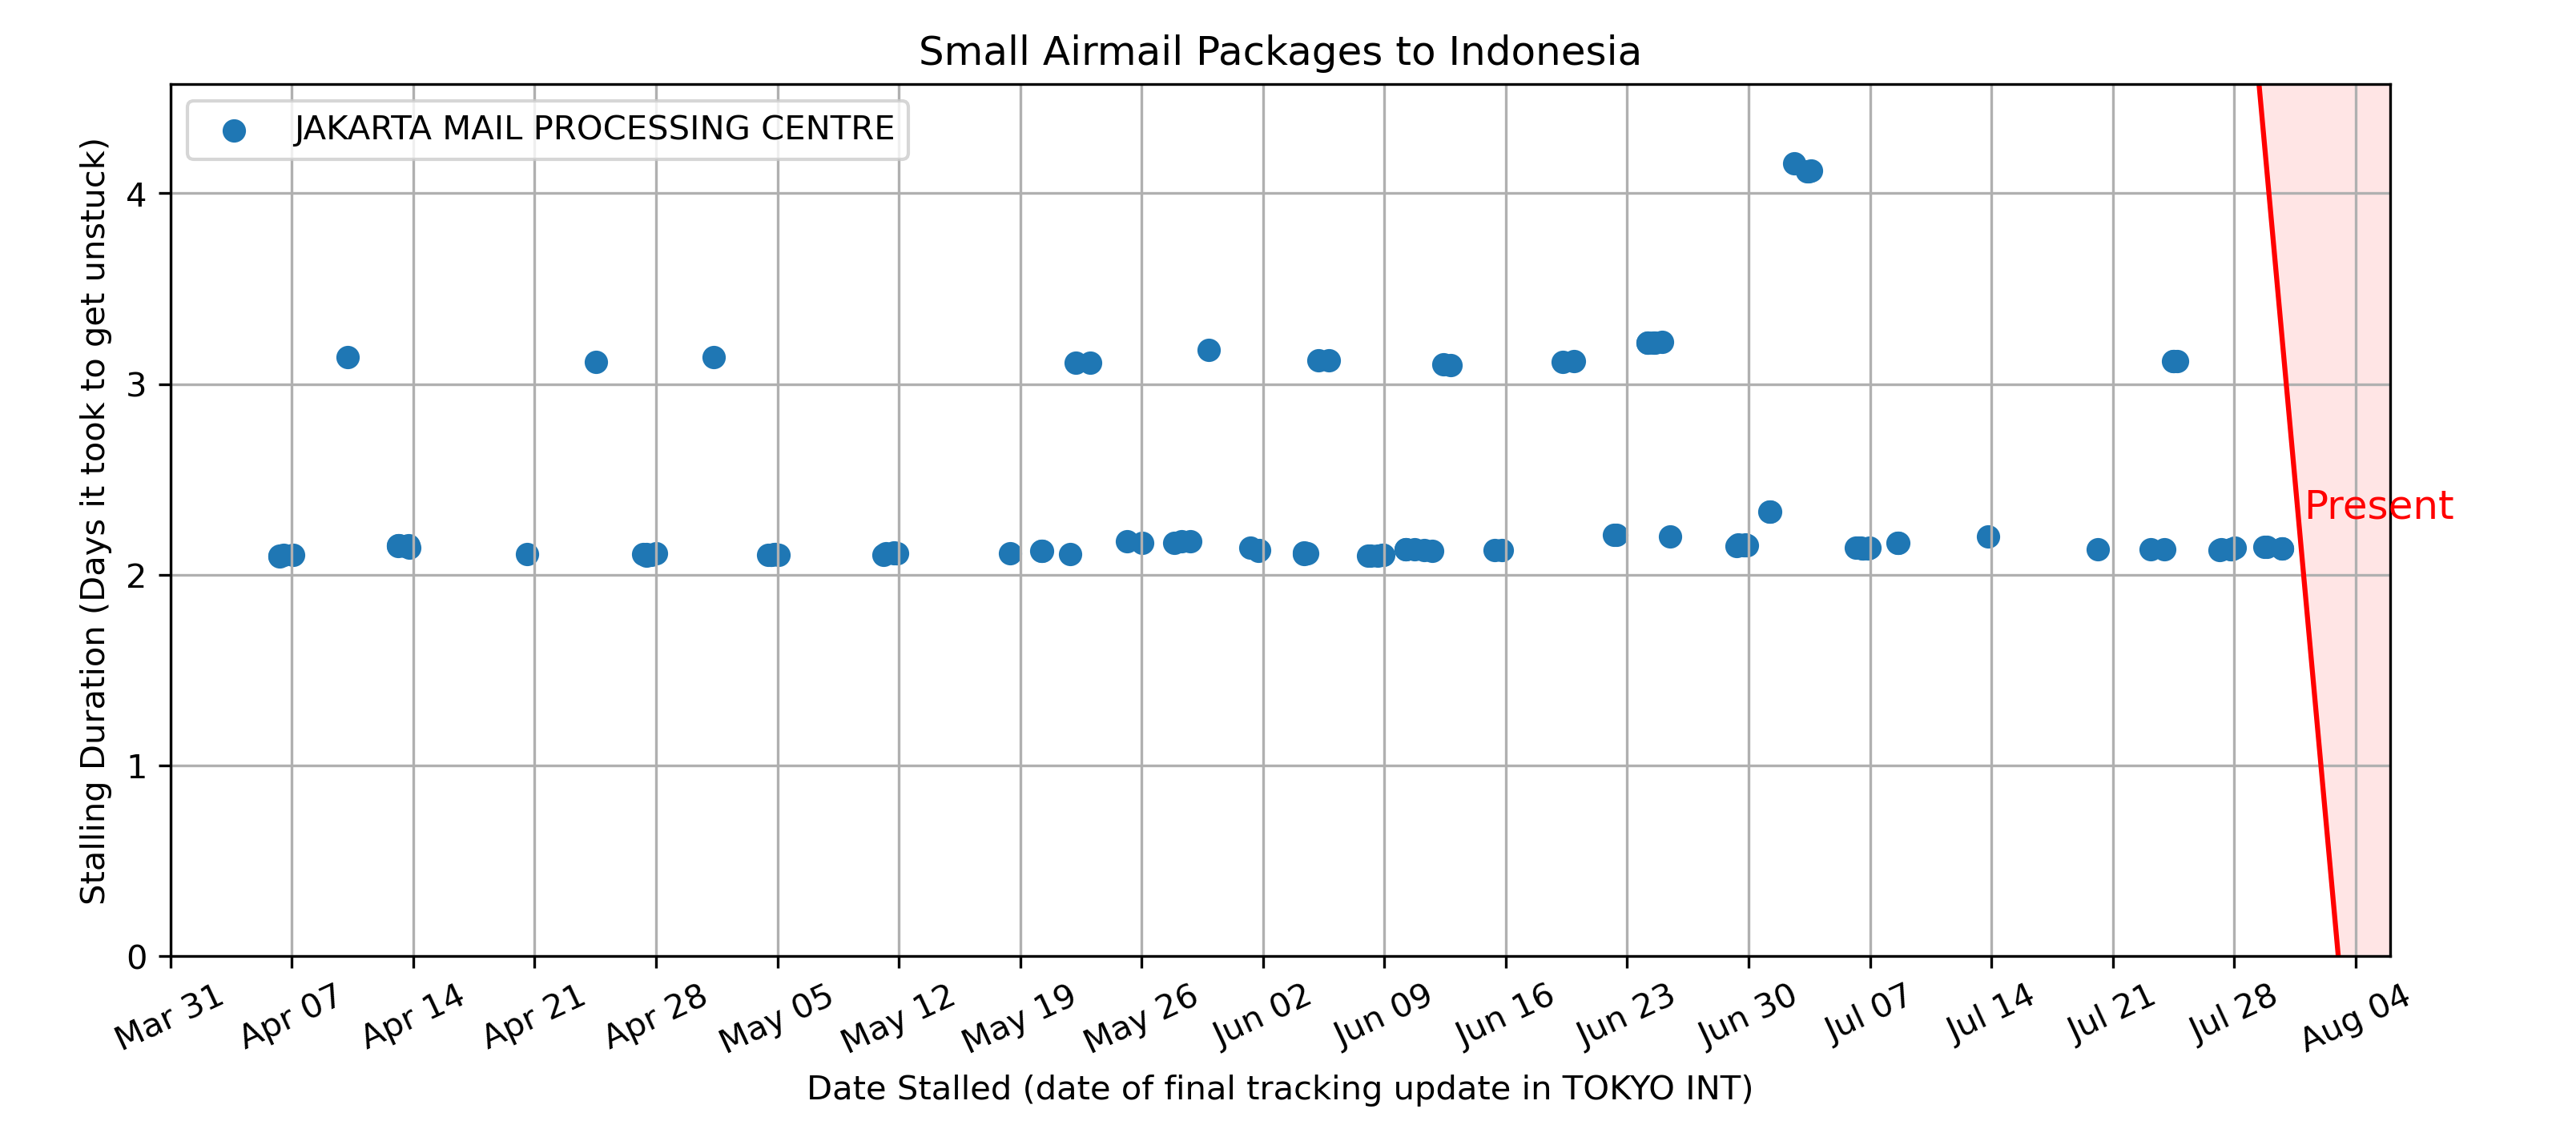 Small Airmail Packages to Indonesia
JAKARTA MAIL PROCESSING CENTRE
Stalling Duration (Days it took to get unstuck)
4
3
2
1
0
Present
Mar 31
Apr 07
Apr 14
Apr 21
Apr 28
May 05
May 12
May 19
May 26
Jun 02
Jun 09
Jun 16
Jun 23
Jun 30
Jul 07
Jul 14
Jul 21
Jul 28
Aug 04
Date Stalled (date of final tracking update in TOKYO INT)